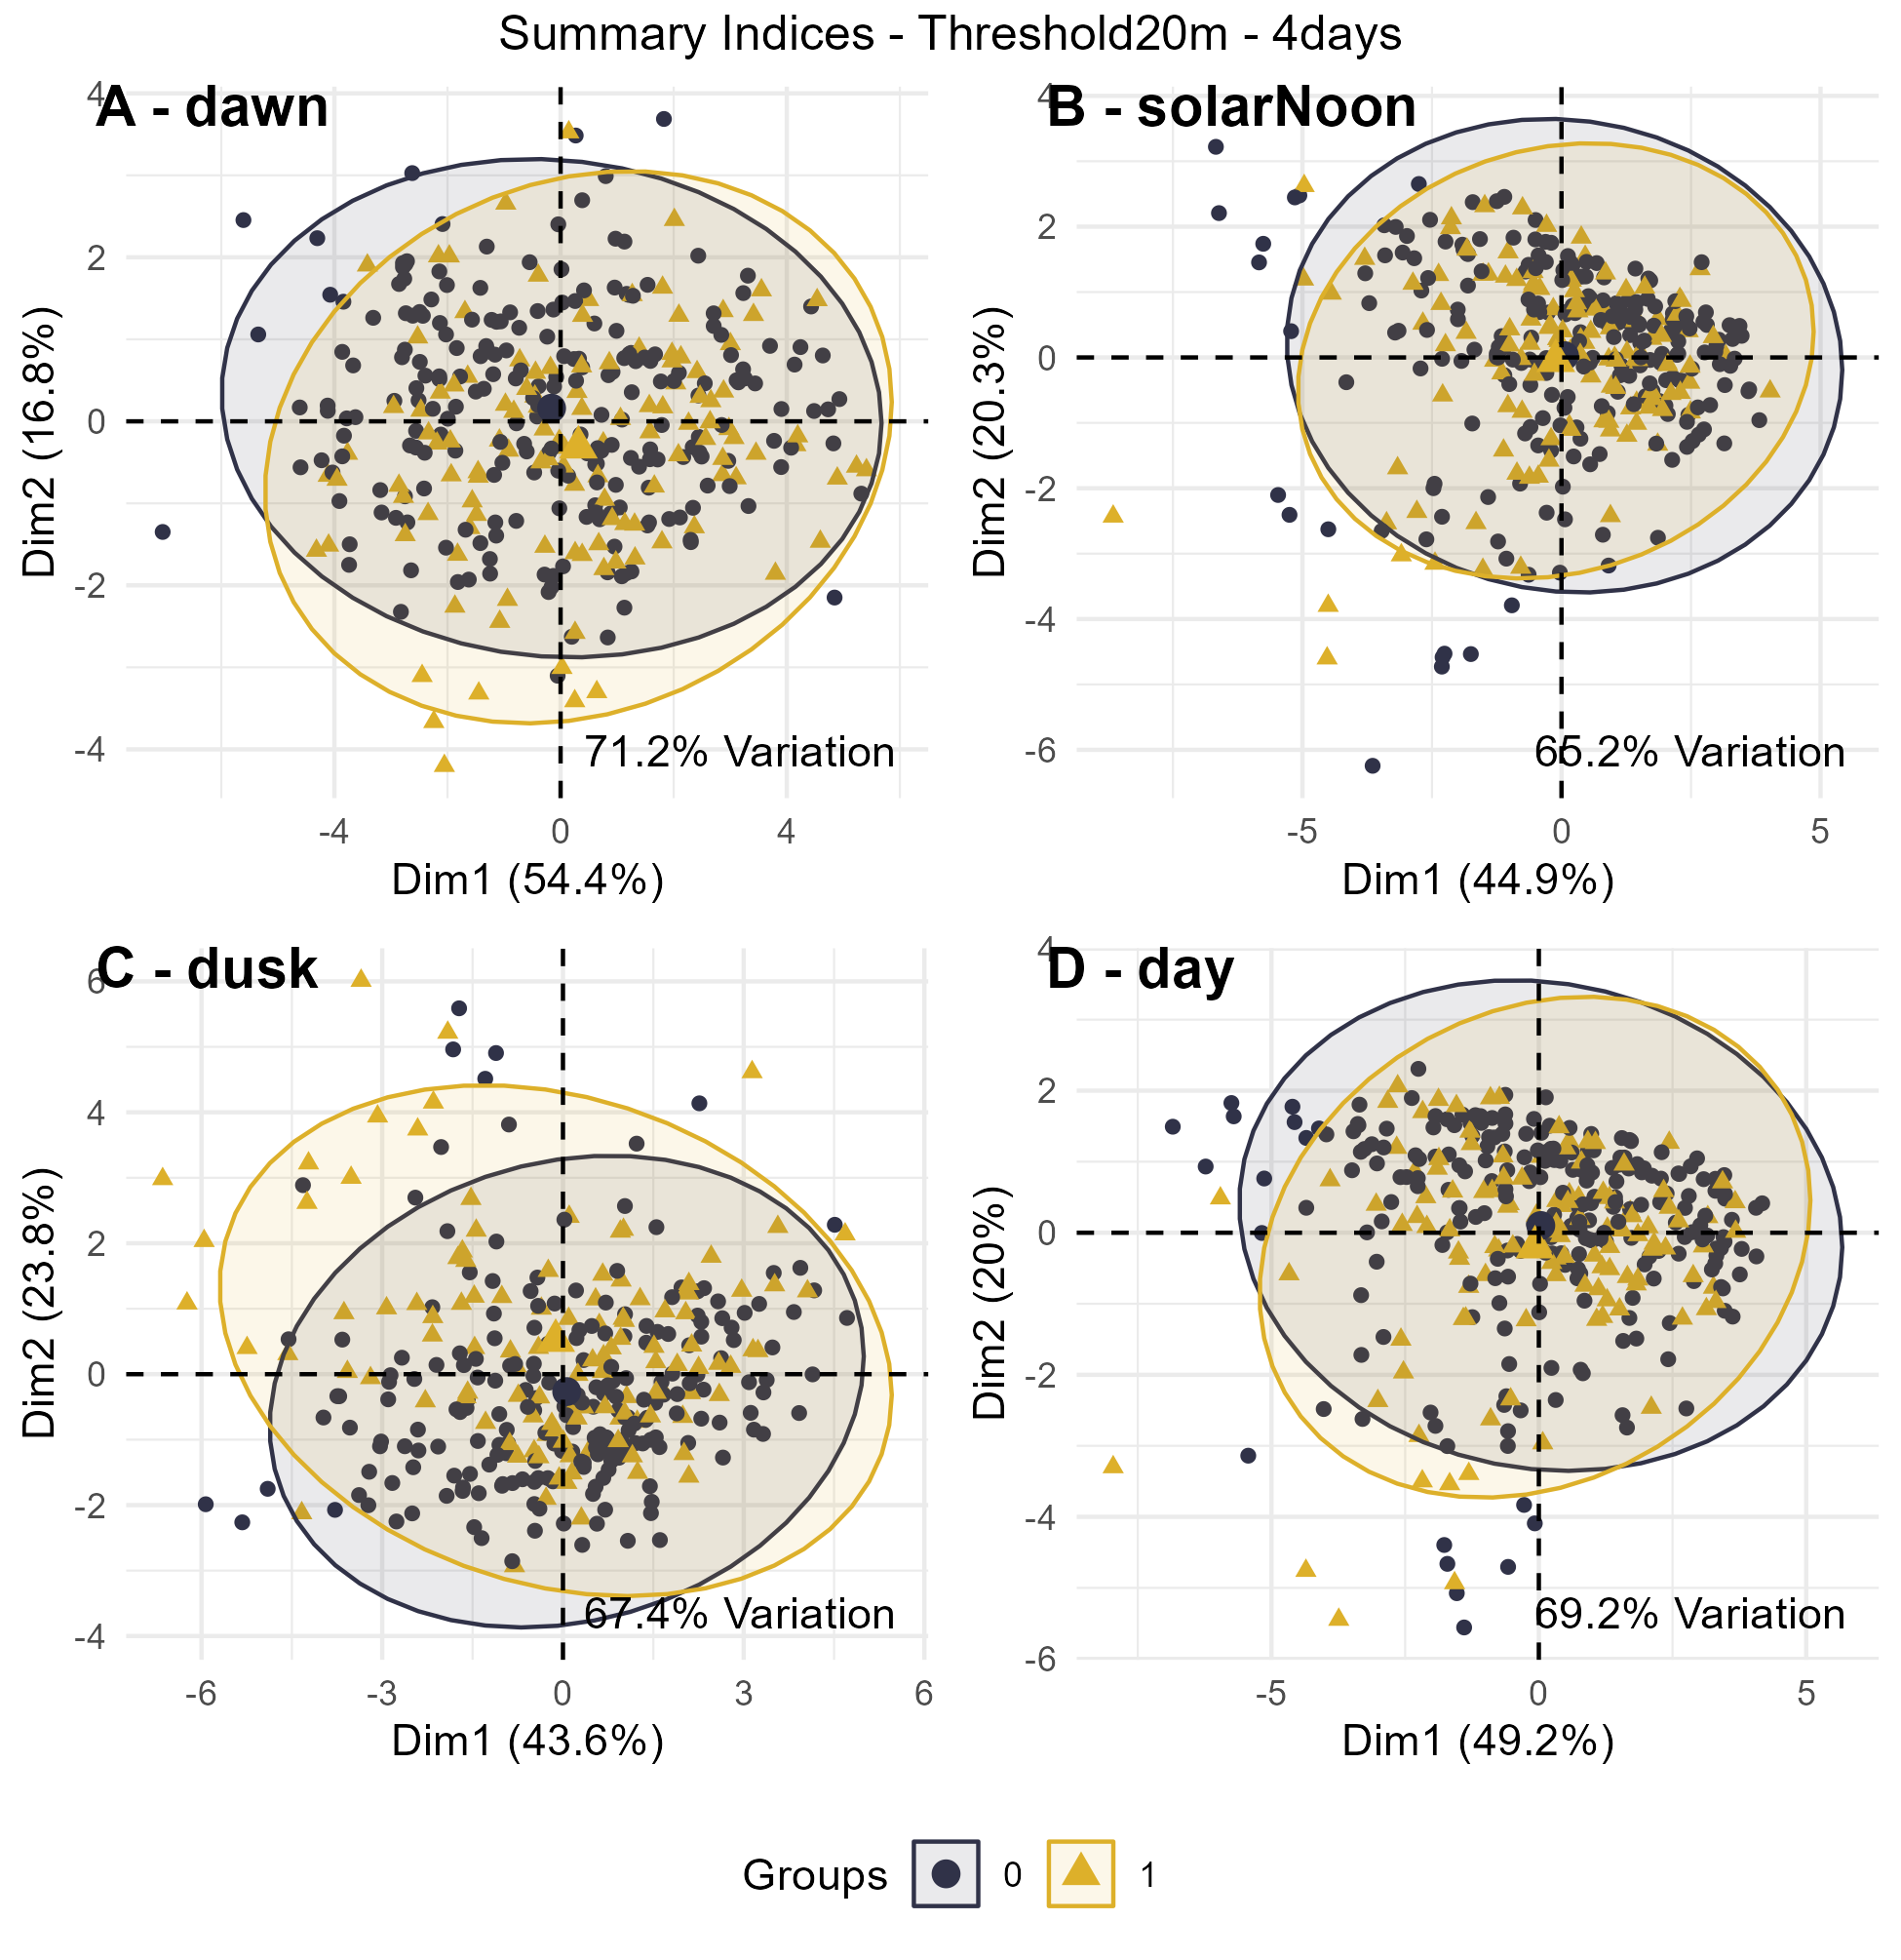 Summary Indices - Threshold20m - 4days
A - dawn
4
2
0
-2
-4
Dim2 (16.8%)
71.2% Variation
-4 0 4
Dim1 (54.4%)
B - solarNoon
4
2
0
-2
-4
-6
Dim2 (20.3%)
65.2% Variation
-5 0 5
Dim1 (44.9%)
C - dusk
6
4
2
0
-2
-4
Dim2 (23.8%)
67.4% Variation
-6 -3 0 3 6
Dim1 (43.6%)
D - day
4
2
0
-2
-4
-6
Dim2 (20%)
69.2% Variation
-5 0 5
Dim1 (49.2%)
Groups 0 1